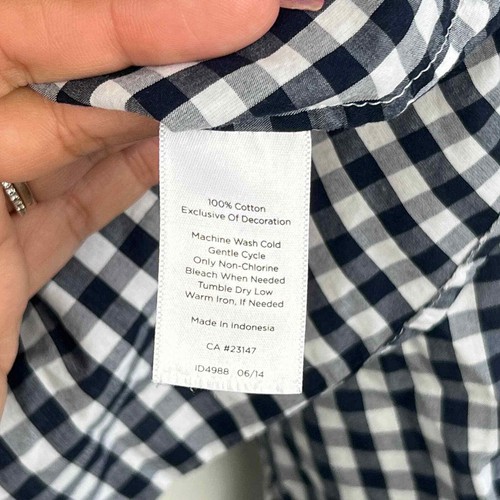 100% Cotton
Exclusive Of Decoration
Machine Wash Cold
Gentle Cycle
Only Non-Chlorine
Bleach When Needed
Tumble Dry Low
Warm Iron, If Needed
Made In Indonesia
CA #23147
ID4988 06/14